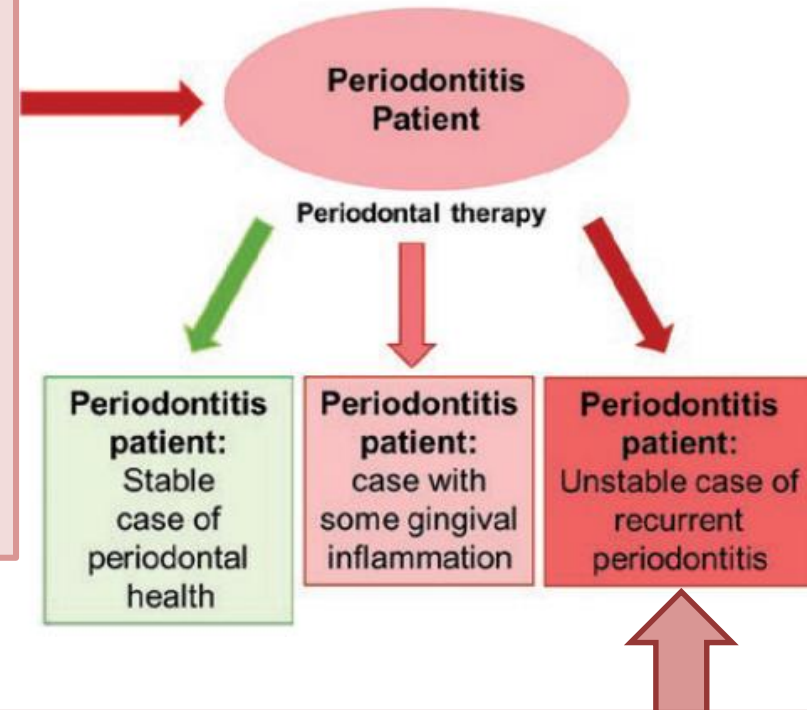 Periodontitis
Patient
Periodontal therapy
Periodontitis
patient:
Stable
case of
periodontal
health
Periodontitis
patient:
case with
some gingival
inflammation
Periodontitis
patient:
Unstable case of
recurrent
periodontitis